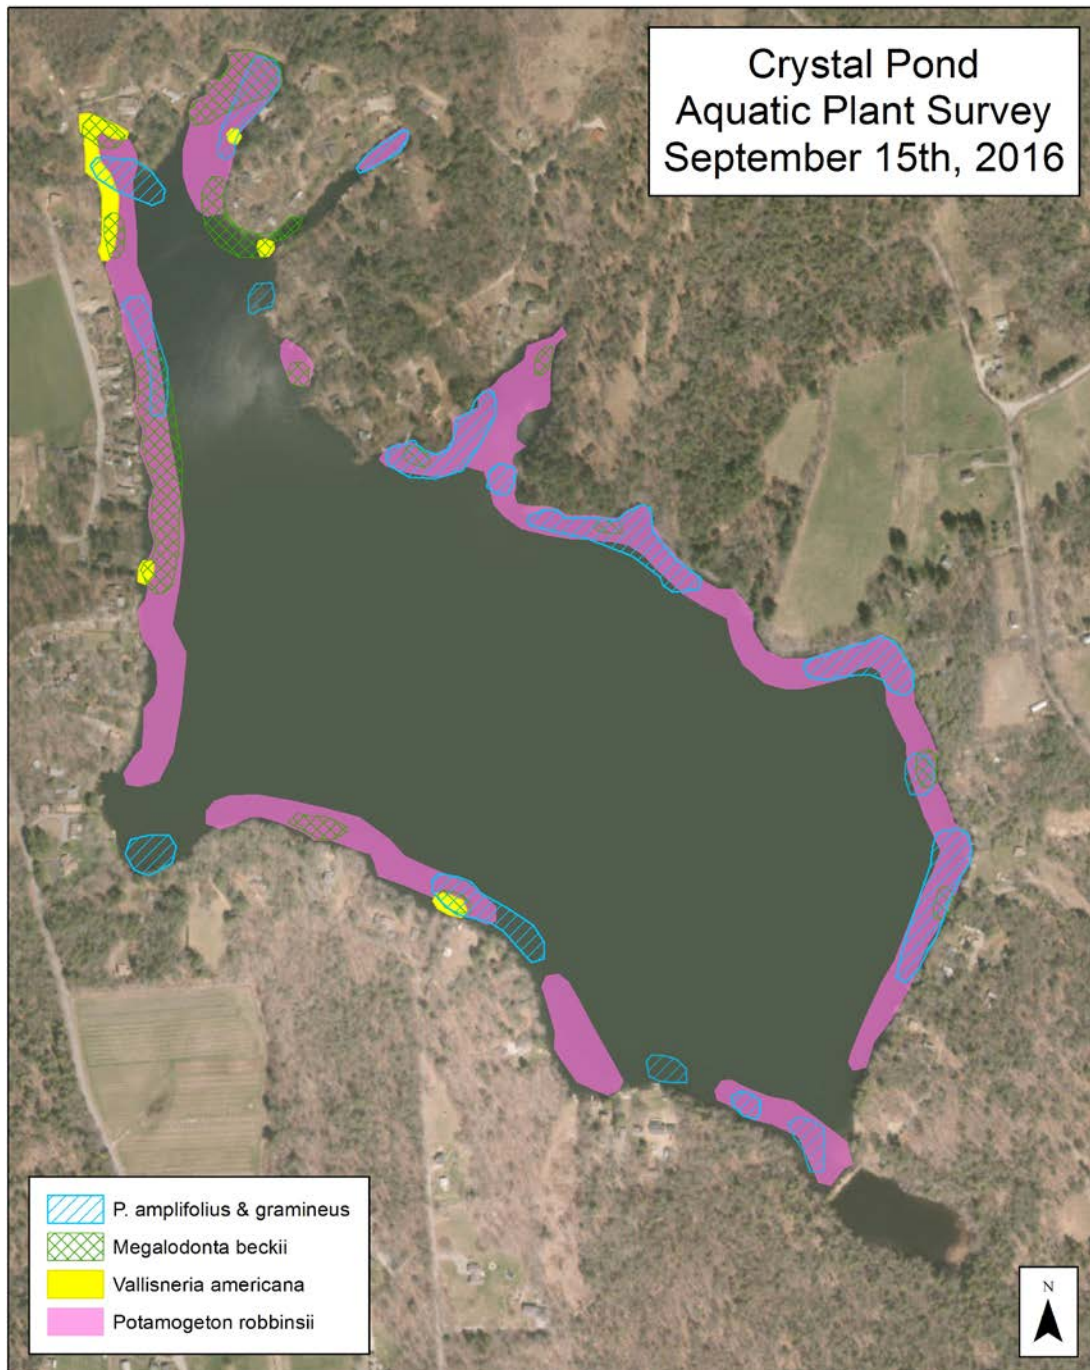 Crystal Pond
Aquatic Plant Survey
September 15th, 2016
P. amplifolius & gramineus
Megalodonta beckii
Vallisneria americana
Potamogeton robbinsii
N